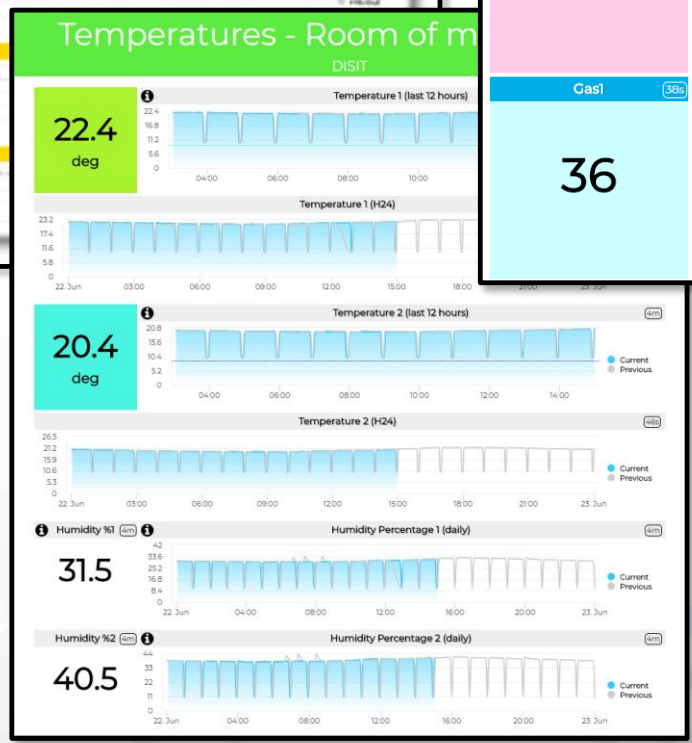 Previous
Temperatures - Room of m
DISIT
22.4
deg
Temperature 1 (last 12 hours)
22.4
16.8
11.2
5.6
0
04:00 06:00 08:00 10:00
Temperature 1 (H24)
23.2
17.4
11.6
5.8
0
22. Jun 03:00 06:00 09:00 12:00 15:00 18:00 21:00 23. Jun
Gas1 38s
36
20.4
deg
Temperature 2 (last 12 hours) 4m
20.8
15.6
10.4
5.2
0
04:00 06:00 08:00 10:00 12:00 14:00
Current
Previous
Temperature 2 (H24) 46s
26.5
21.2
15.9
10.6
5.3
0
22. Jun 03:00 06:00 09:00 12:00 15:00 18:00 21:00 23. Jun
Current
Previous
Humidity %1 4m
31.5
Humidity Percentage 1 (daily) 4m
42
33.6
25.2
16.8
8.4
0
22. Jun 04:00 08:00 12:00 16:00 20:00 23. Jun
Current
Previous
Humidity %2 4m
40.5
Humidity Percentage 2 (daily) 4m
44
33
22
11
0
22. Jun 04:00 08:00 12:00 16:00 20:00 23. Jun
Current
Previous